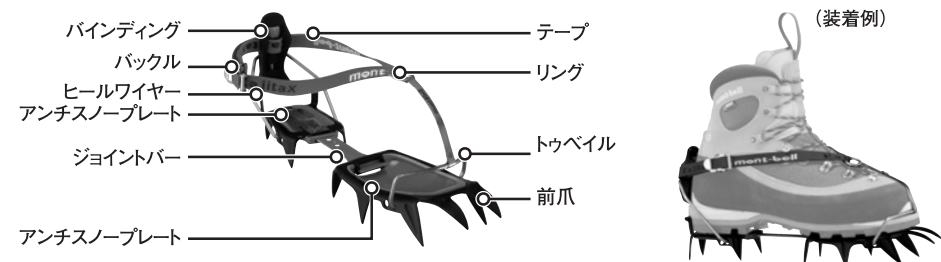 バインディング
バックル
ヒールワイヤー
アンチスノープレート
ジョイントバー
アンチスノープレート
テープ
リング
トゥベイル
前爪
mont
jitax
(装着例)
mont-bell
mont-bell